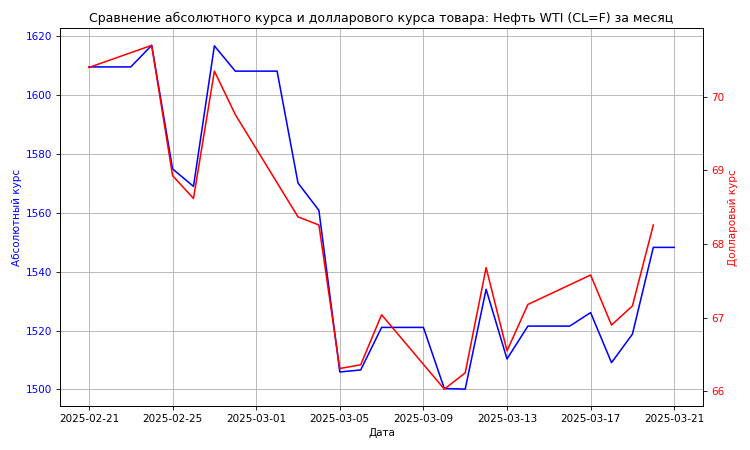 Сравнение абсолютного курса и долларового курса товара: Нефть WTI (CL=F) за месяц
1620
1600
1580
1560
1540
1520
1500
Абсолютный курс
70
69
68
67
66
Долларовый курс
2025-02-21 2025-02-25 2025-03-01 2025-03-05 2025-03-09 2025-03-13 2025-03-17 2025-03-21
Дата